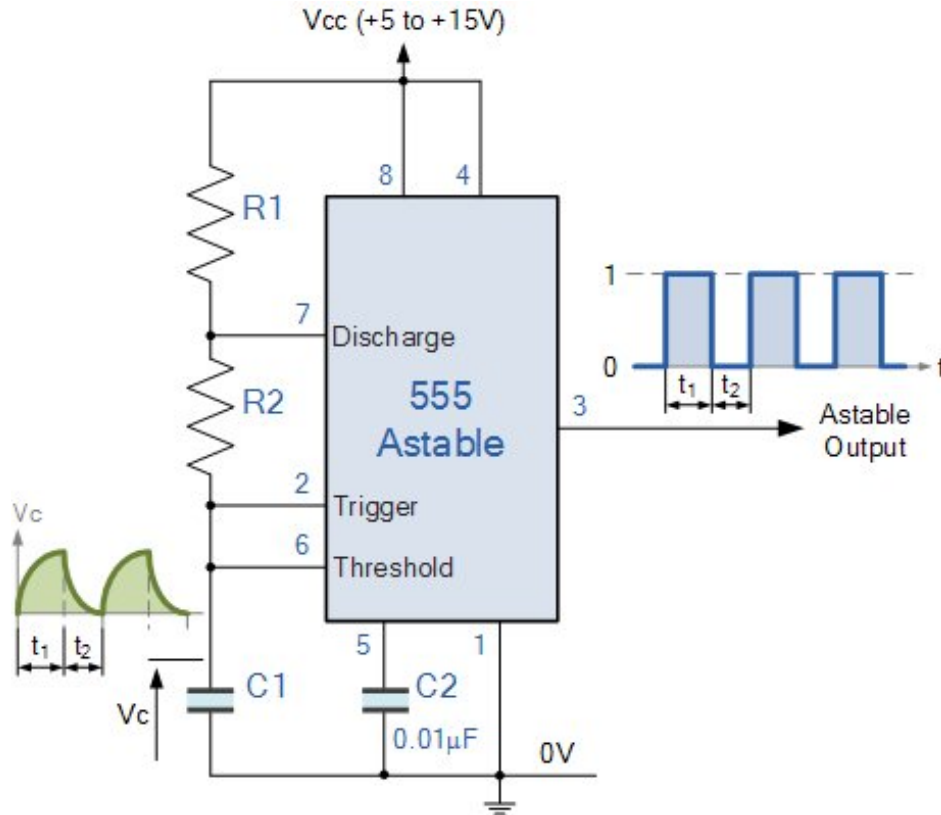 Vcc (+5 to +15V)
8
4
R1
7
Discharge
R2
555
Astable
3
1
0
t
t₁
t₂
Astable
Output
2
Trigger
6
Threshold
Vc
t₁
t₂
5
1
Vc
C1
C2
0.01µF
0V